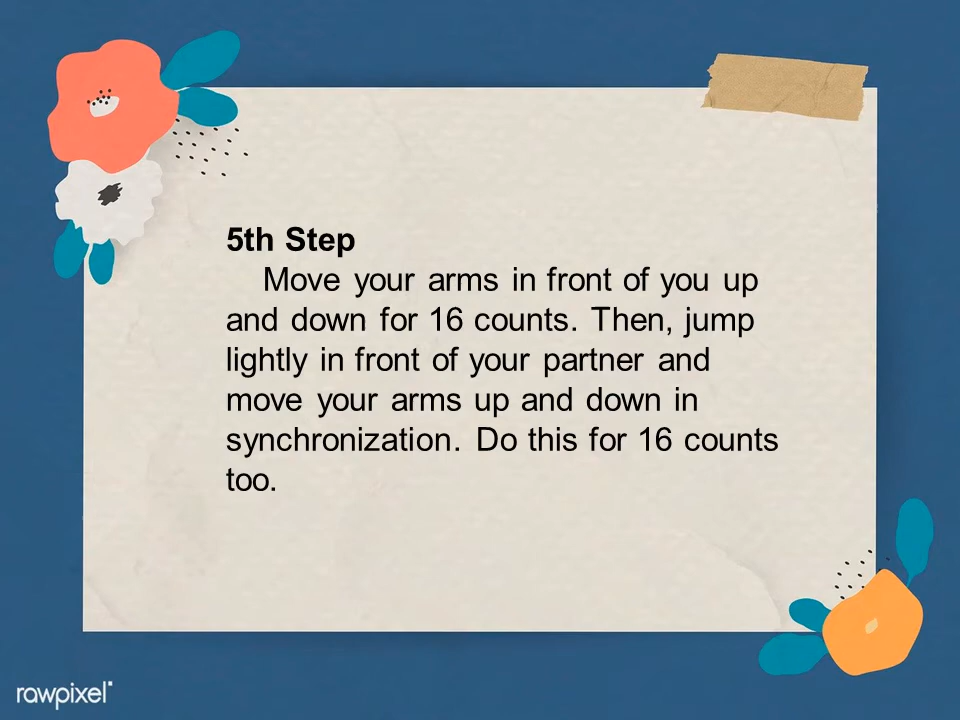 5th Step
Move your arms in front of you up
and down for 16 counts. Then, jump
lightly in front of your partner and
move your arms up and down in
synchronization. Do this for 16 counts
too.
rawpixel